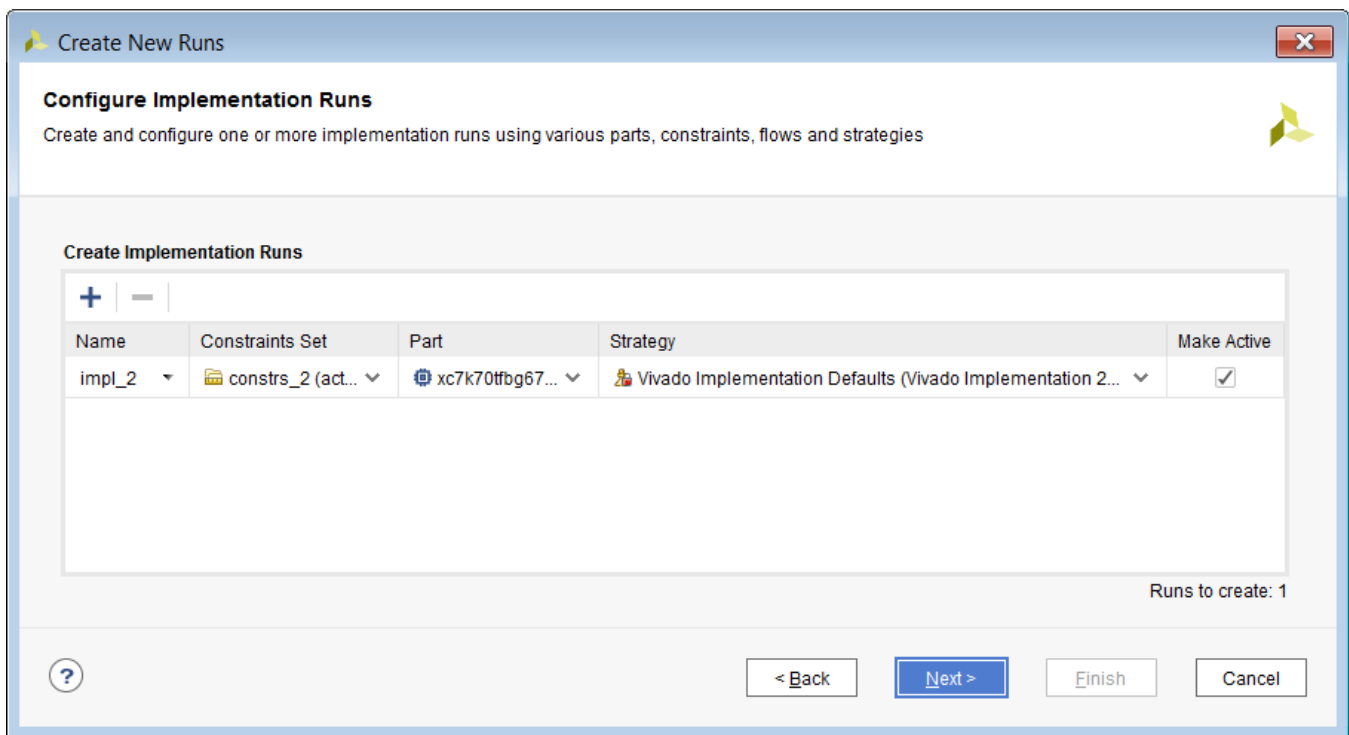 Create New Runs
Configure Implementation Runs
Create and configure one or more implementation runs using various parts, constraints, flows and strategies
Create Implementation Runs
Name Constraints Set Part Strategy Make Active
impl_2 constrs_2 (act... xc7k70tfbg67... Vivado Implementation Defaults (Vivado Implementation 2...
Runs to create: 1
? < Back Next > Finish Cancel